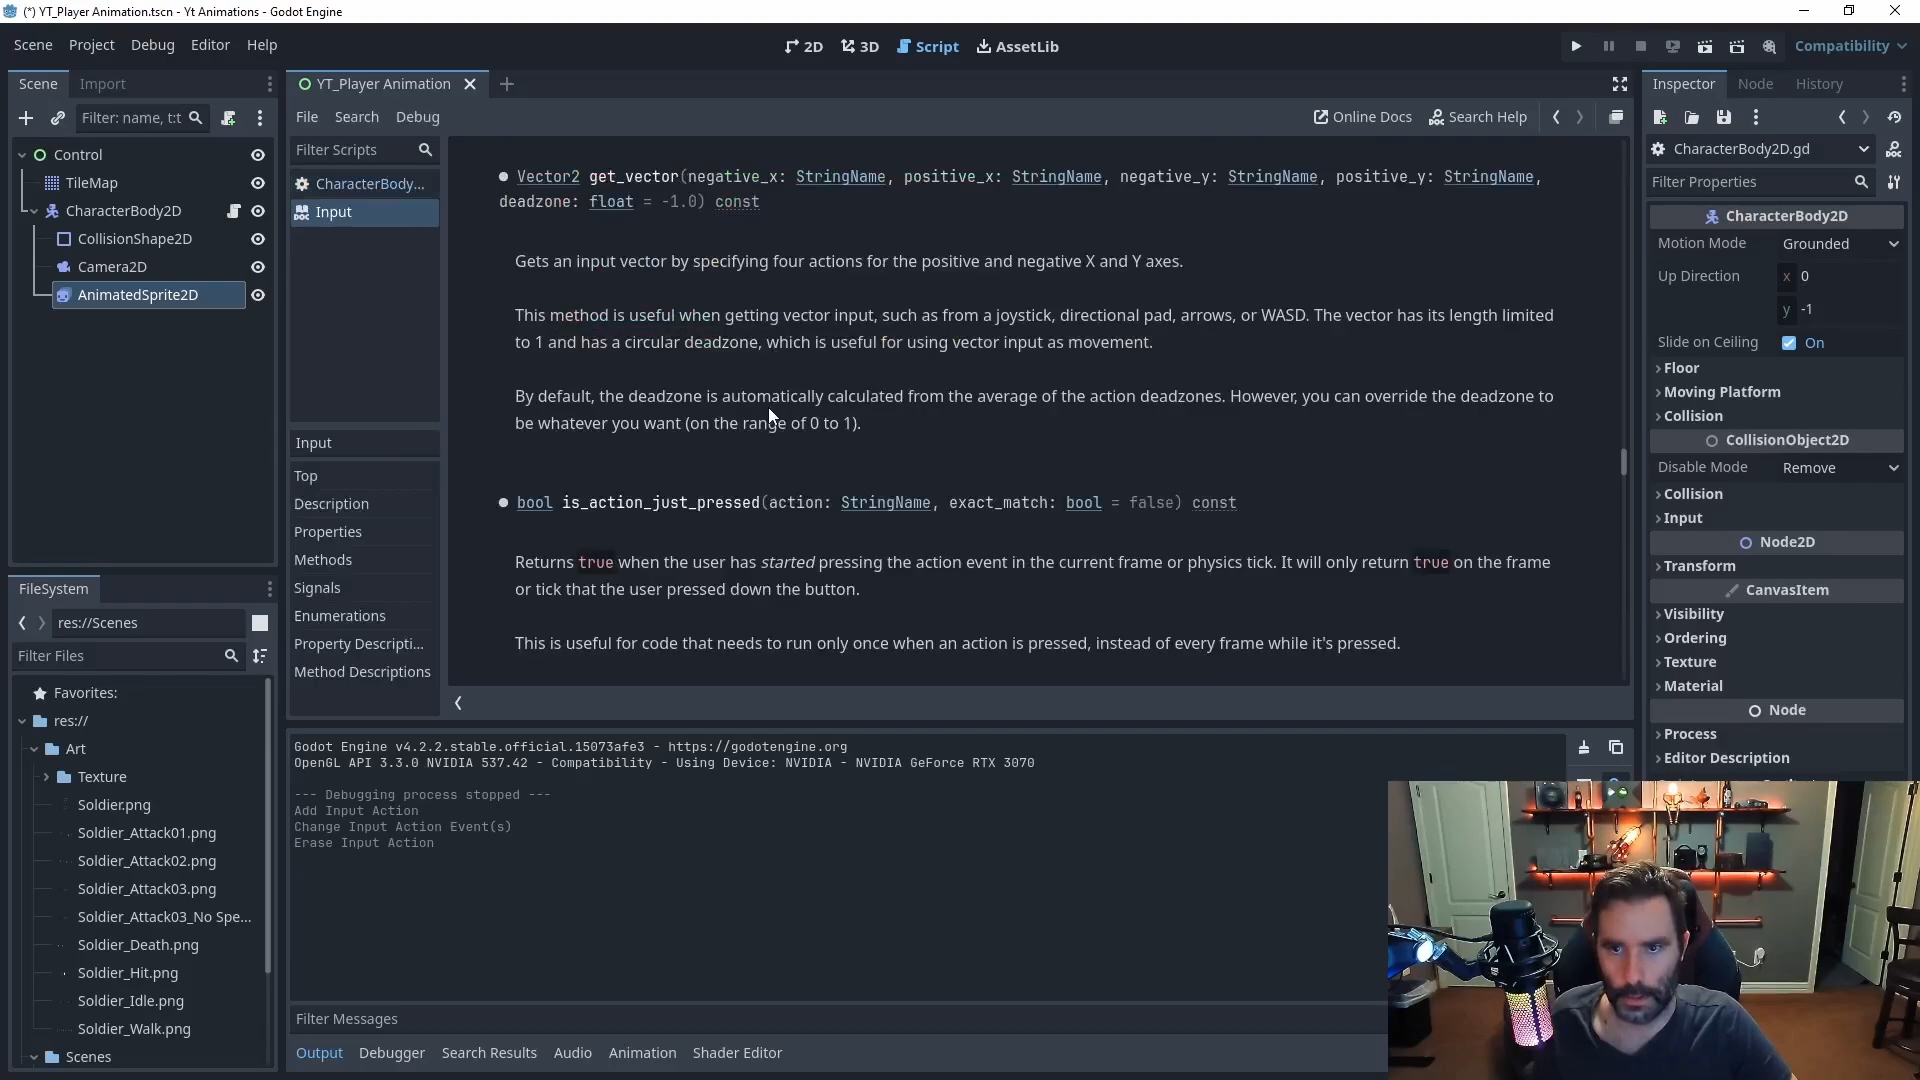 (*) YT_Player Animation.tscn - Yt Animations - Godot Engine
Scene Project Debug Editor Help
2D 3D Script AssetLib
Compatibility
Scene Import
Filter: name, t:t
Control
TileMap
CharacterBody2D
CollisionShape2D
Camera2D
AnimatedSprite2D
FileSystem
res://Scenes
Filter Files
Favorites:
res://
Art
Texture
Soldier.png
Soldier_Attack01.png
Soldier_Attack02.png
Soldier_Attack03.png
Soldier_Attack03_No Spe...
Soldier_Death.png
Soldier_Hit.png
Soldier_Idle.png
Soldier_Walk.png
Scenes
YT_Player Animation
File Search Debug
Online Docs Search Help
Filter Scripts
CharacterBody...
Input
Input
Top
Description
Properties
Methods
Signals
Enumerations
Property Descripti...
Method Descriptions
Vector2 get_vector(negative_x: StringName, positive_x: StringName, negative_y: StringName, positive_y: StringName,
deadzone: float = -1.0) const
Gets an input vector by specifying four actions for the positive and negative X and Y axes.
This method is useful when getting vector input, such as from a joystick, directional pad, arrows, or WASD. The vector has its length limited
to 1 and has a circular deadzone, which is useful for using vector input as movement.
By default, the deadzone is automatically calculated from the average of the action deadzones. However, you can override the deadzone to
be whatever you want (on the range of 0 to 1).
bool is_action_just_pressed(action: StringName, exact_match: bool = false) const
Returns true when the user has started pressing the action event in the current frame or physics tick. It will only return true on the frame
or tick that the user pressed down the button.
This is useful for code that needs to run only once when an action is pressed, instead of every frame while it's pressed.
Godot Engine v4.2.2.stable.official.15073afe3 - https://godotengine.org
OpenGL API 3.3.0 NVIDIA 537.42 - Compatibility - Using Device: NVIDIA - NVIDIA GeForce RTX 3070
--- Debugging process stopped ---
Add Input Action
Change Input Action Event(s)
Erase Input Action
Filter Messages
Output Debugger Search Results Audio Animation Shader Editor
Inspector Node History
CharacterBody2D.gd
Filter Properties
CharacterBody2D
Motion Mode Grounded
Up Direction x 0
y -1
Slide on Ceiling On
Floor
Moving Platform
Collision
CollisionObject2D
Disable Mode Remove
Collision
Input
Node2D
Transform
CanvasItem
Visibility
Ordering
Texture
Material
Node
Process
Editor Description